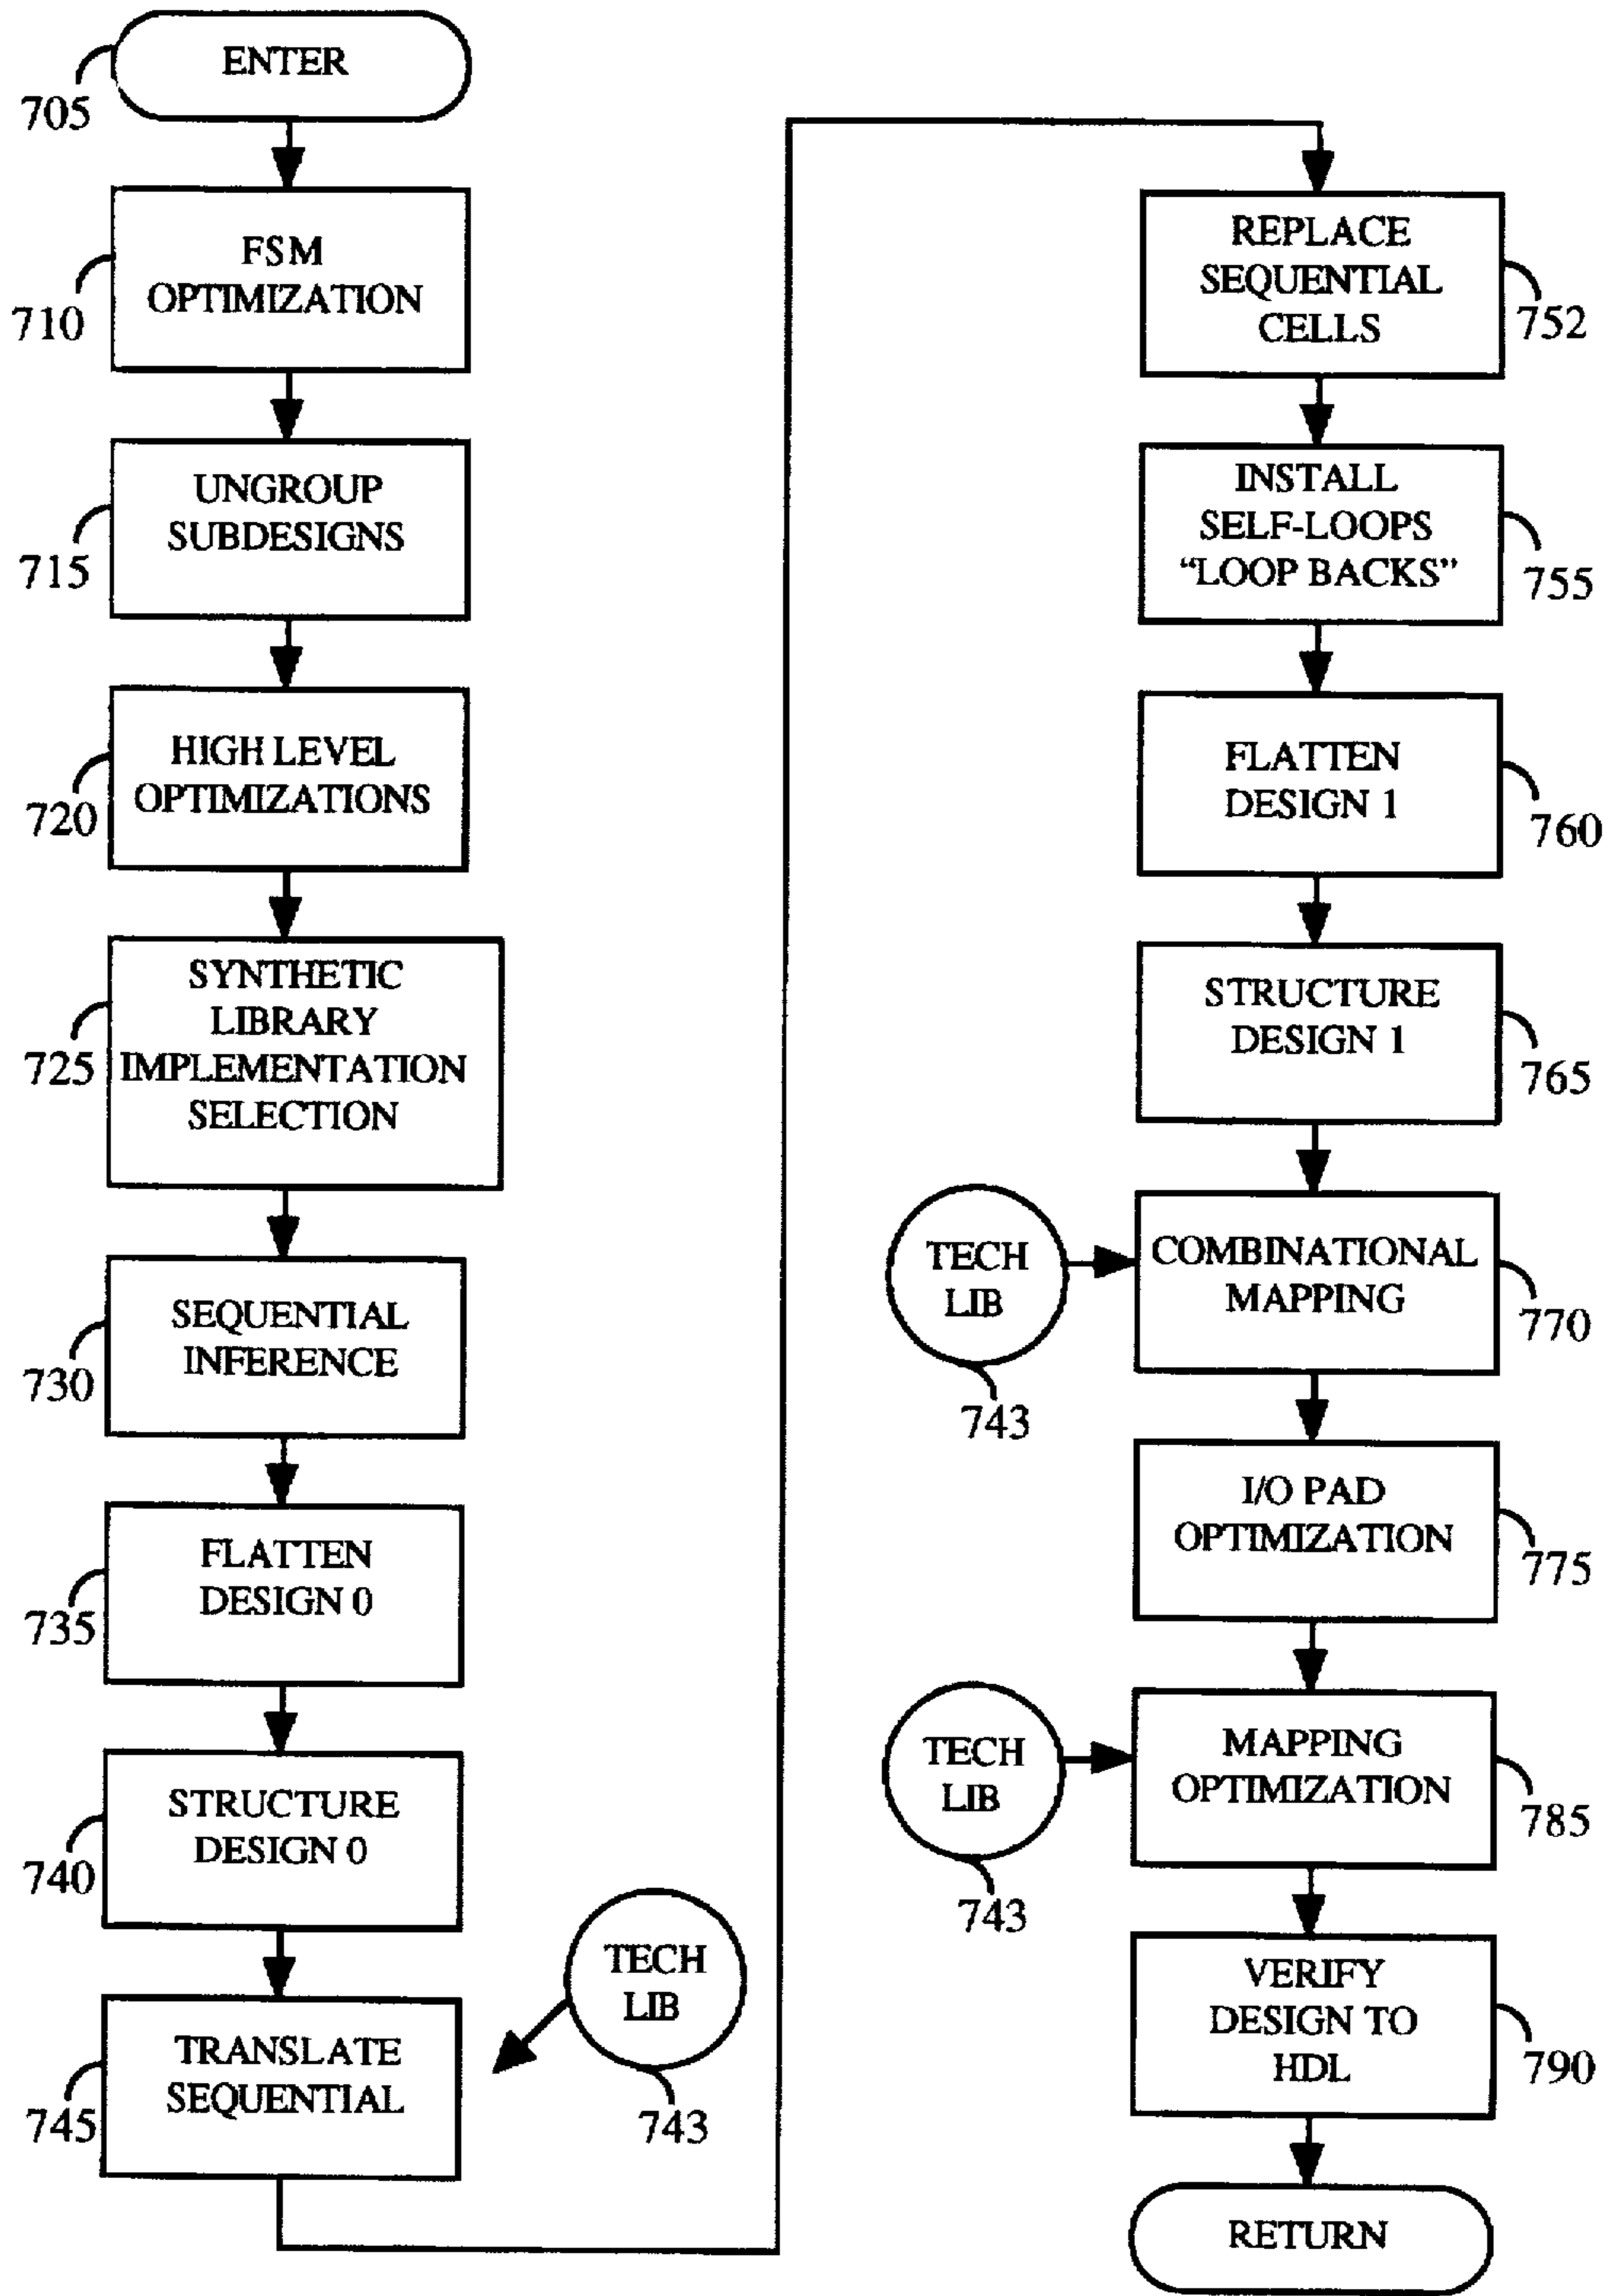 ENTER
705
FSM
OPTIMIZATION
710
UNGROUP
SUBDESIGNS
715
HIGH LEVEL
OPTIMIZATIONS
720
SYNTHETIC
LIBRARY
IMPLEMENTATION
SELECTION
725
SEQUENTIAL
INFERENCE
730
FLATTEN
DESIGN 0
735
STRUCTURE
DESIGN 0
740
TECH
LIB
743
TRANSLATE
SEQUENTIAL
745
REPLACE
SEQUENTIAL
CELLS
752
INSTALL
SELF-LOOPS
“LOOP BACKS”
755
FLATTEN
DESIGN 1
760
STRUCTURE
DESIGN 1
765
TECH
LIB
743
COMBINATIONAL
MAPPING
770
I/O PAD
OPTIMIZATION
775
TECH
LIB
743
MAPPING
OPTIMIZATION
785
VERIFY
DESIGN TO
HDL
790
RETURN